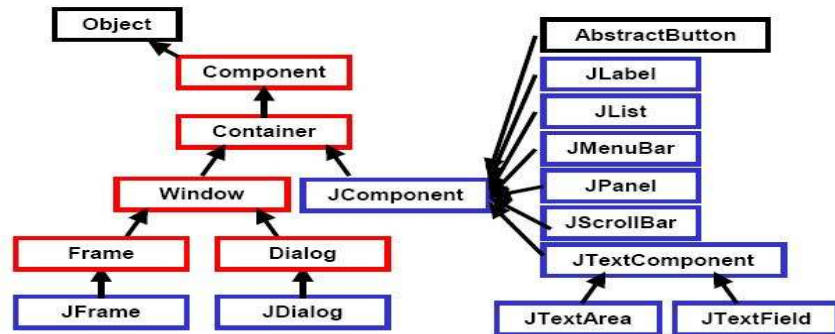 Object
AbstractButton
Component
JLabel
JList
Container
JMenuBar
Window
JComponent
JPanel
JScrollBar
Frame
Dialog
JTextComponent
JFrame
JDialog
JTextArea
JTextField